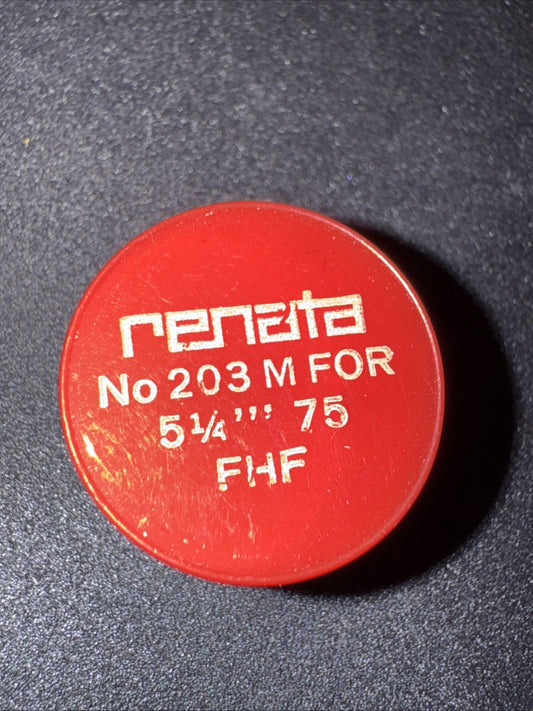 renata
No 203 M FOR
5¼''' 75
FHF